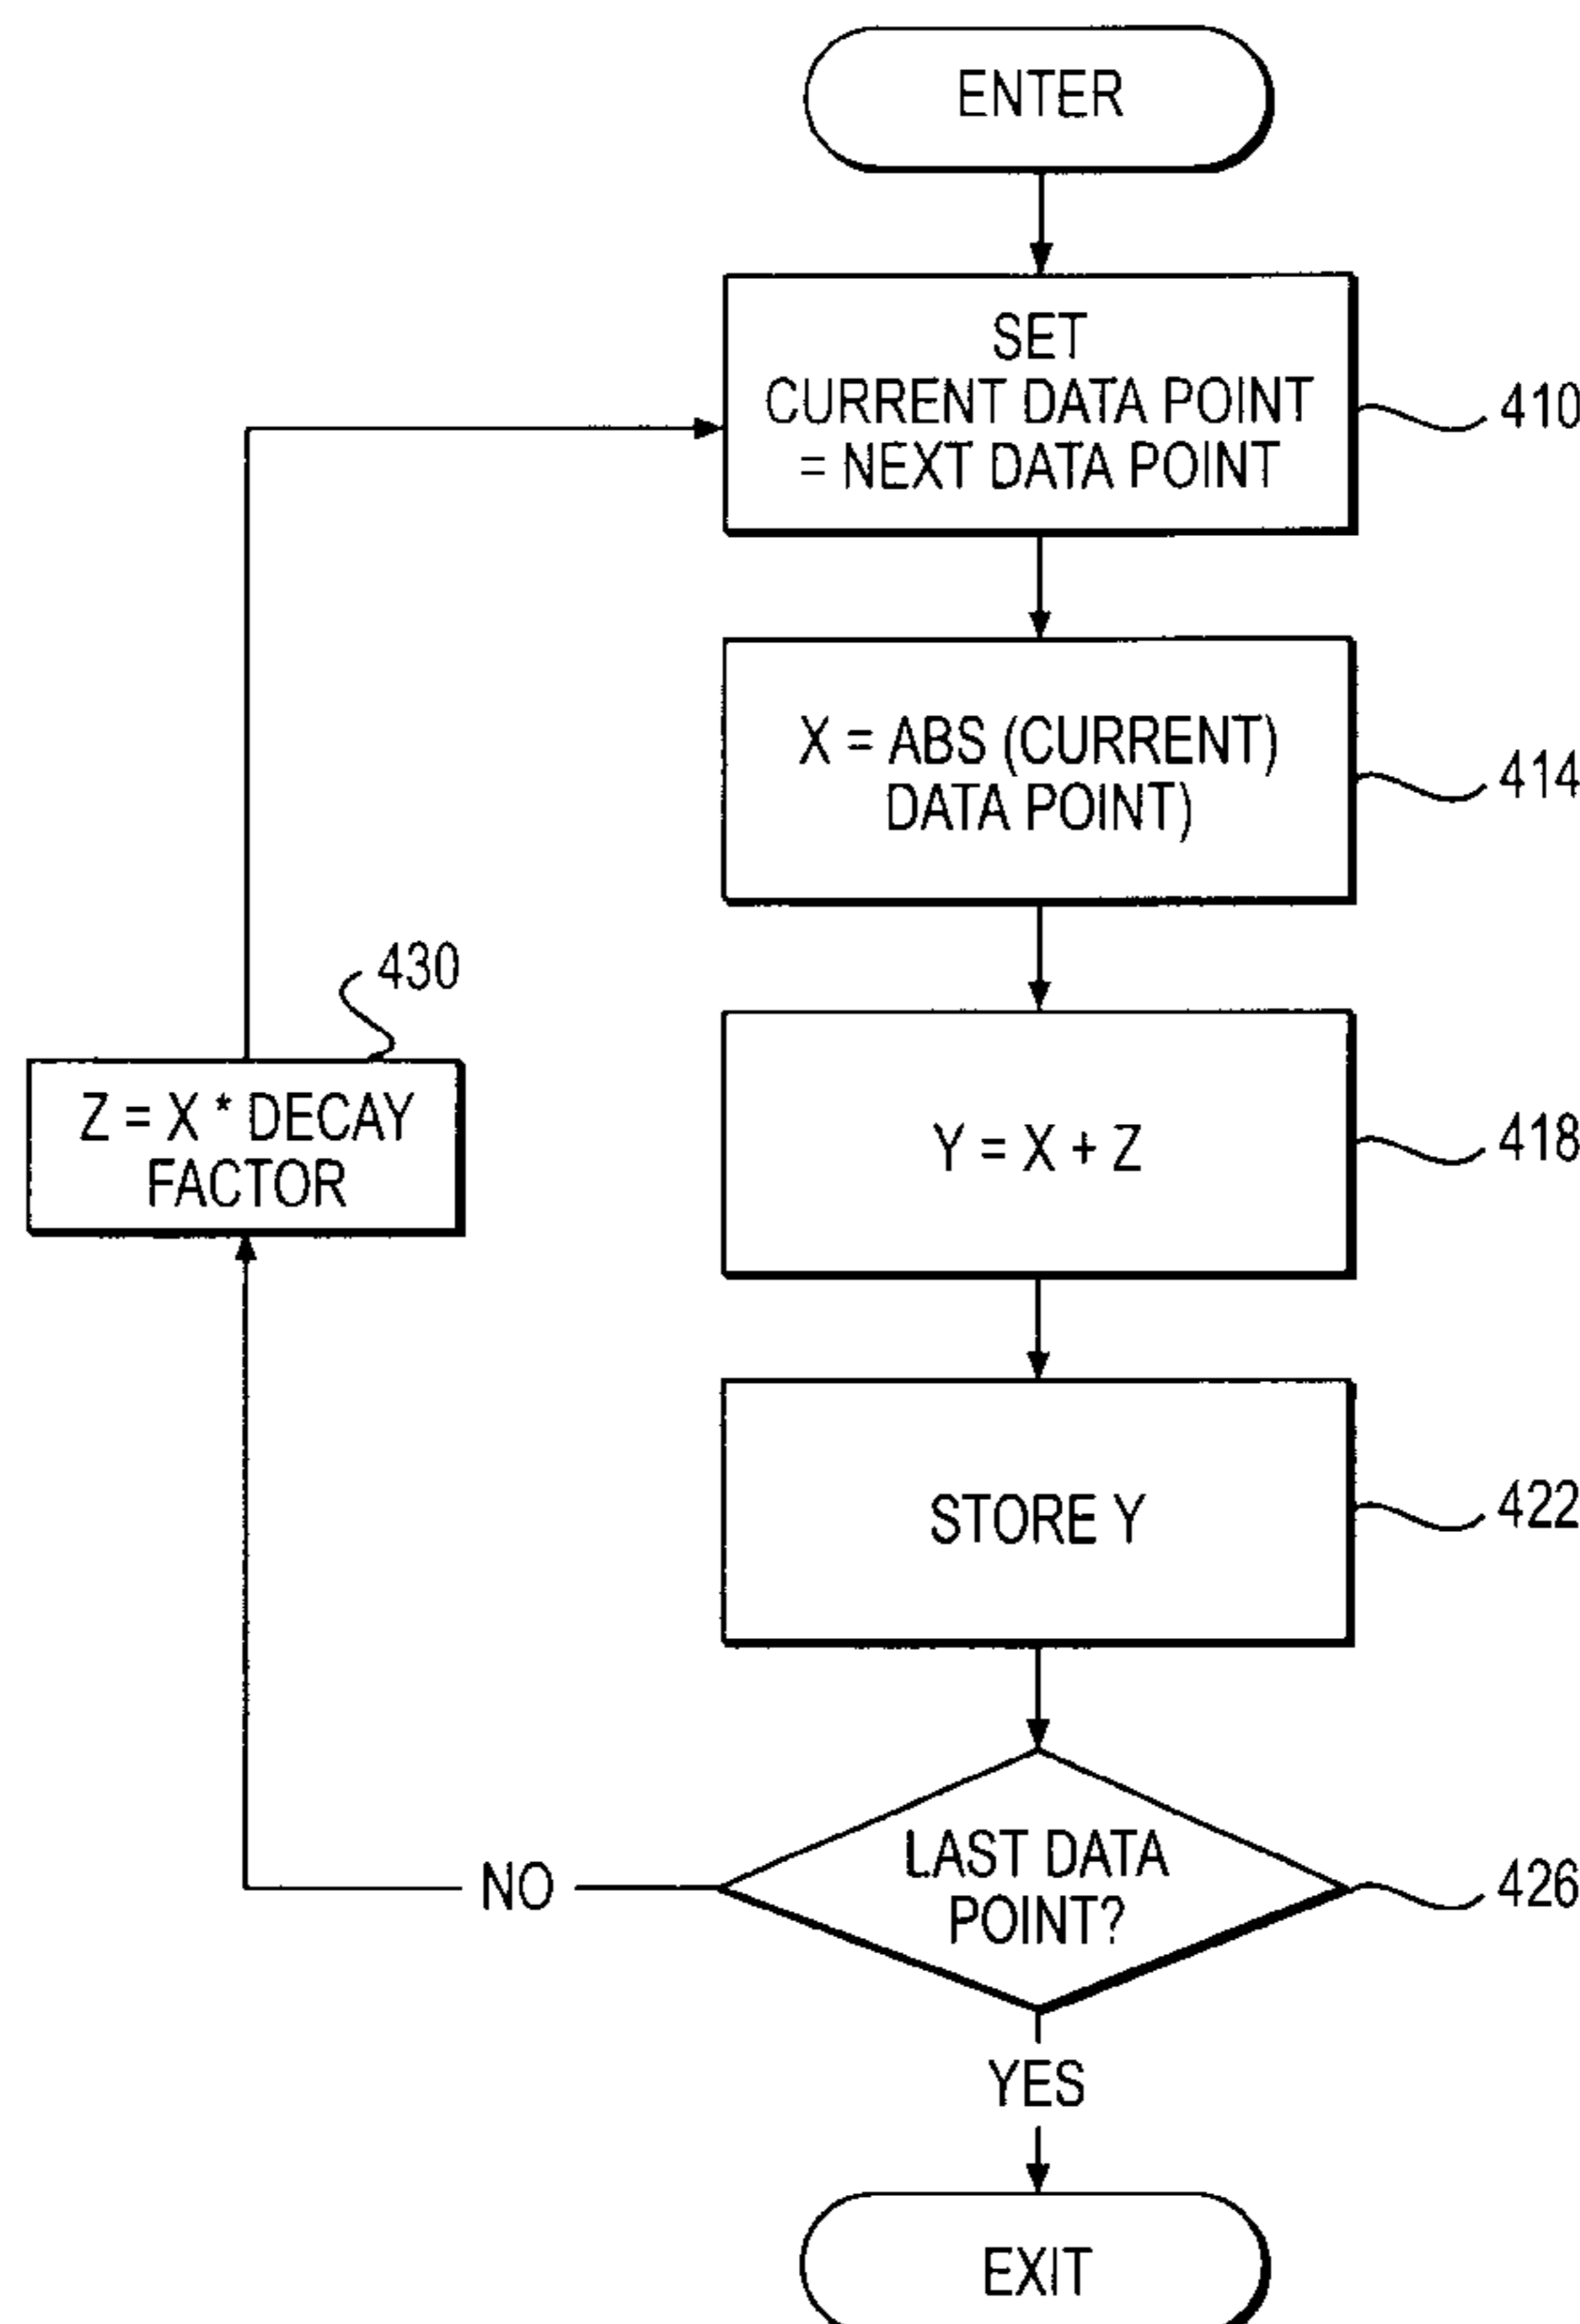 ENTER
SET
CURRENT DATA POINT
= NEXT DATA POINT
410
X = ABS (CURRENT)
DATA POINT)
414
430
Z = X * DECAY
FACTOR
Y = X + Z
418
STORE Y
422
LAST DATA
POINT?
426
NO
YES
EXIT